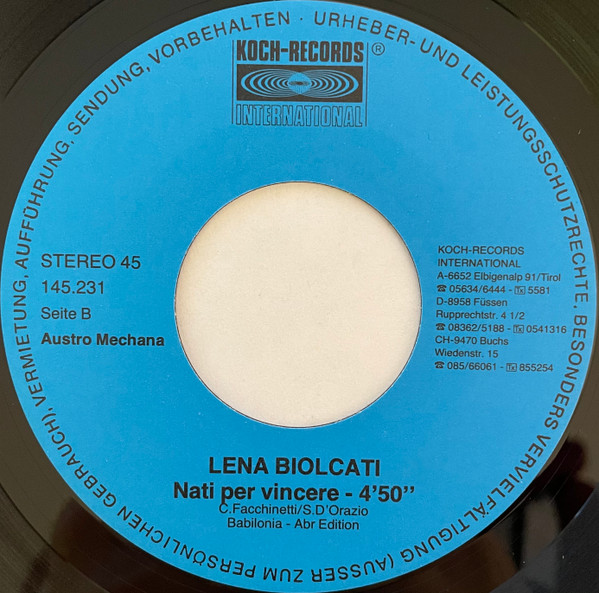 URHEBER- UND LEISTUNGSSCHUTZRECHTE, BESONDERS VERVIELFÄLTIGUNG (AUSSER ZUM PERSÖNLICHEN GEBRAUCH), VERMIETUNG, AUFFÜHRUNG, SENDUNG, VORBEHALTEN ·
KOCH-RECORDS ®
INTERNATIONAL
STEREO 45
145.231
Seite B
Austro Mechana
KOCH-RECORDS
INTERNATIONAL
A-6652 Elbigenalp 91/Tirol
☎ 05634/6444 - Tx 5581
D-8958 Füssen
Rupprechtstr. 4 1/2
☎ 08362/5188 - Tx 0541316
CH-9470 Buchs
Wiedenstr. 15
☎ 085/66061 - Tx 855254
LENA BIOLCATI
Nati per vincere - 4'50''
C.Facchinetti/S.D'Orazio
Babilonia - Abr Edition